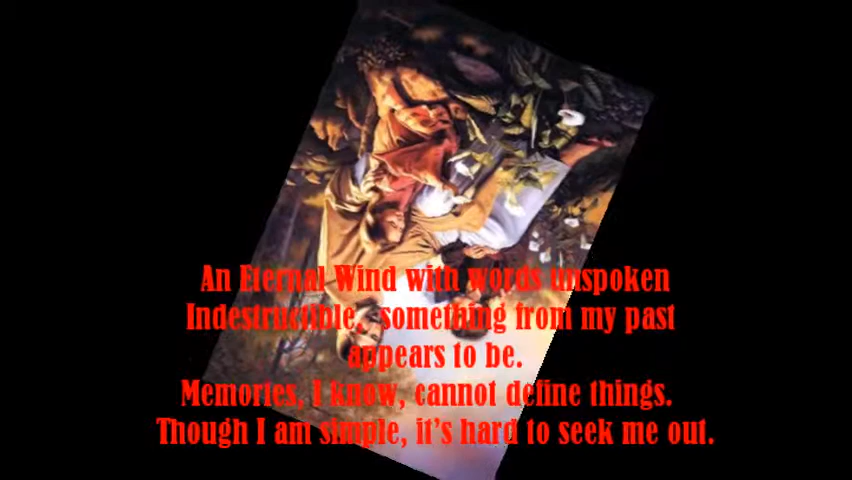 An Eternal Wind with words unspoken
Indestructible, something from my past
appears to be.
Memories, I know, cannot define things.
Though I am simple, it's hard to seek me out.